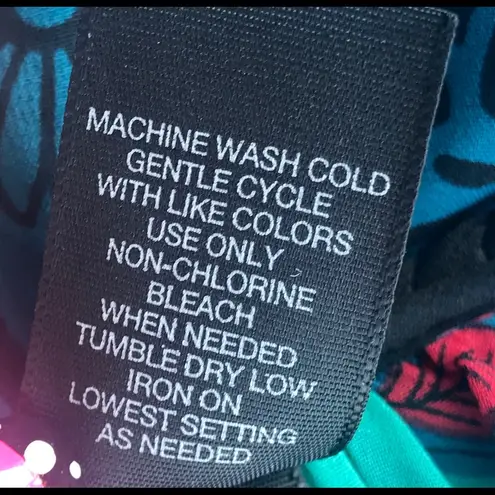 MACHINE WASH COLD
GENTLE CYCLE
WITH LIKE COLORS
USE ONLY
NON-CHLORINE
BLEACH
WHEN NEEDED
TUMBLE DRY LOW
IRON ON
LOWEST SETTING
AS NEEDED